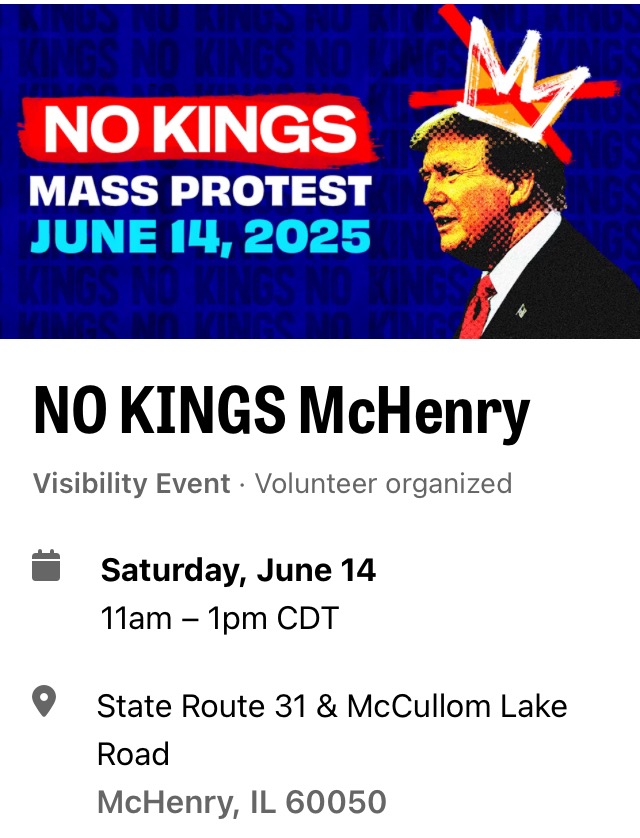 NO KINGS
MASS PROTEST
JUNE 14, 2025
NO KINGS McHenry
Visibility Event · Volunteer organized
Saturday, June 14
11am – 1pm CDT
State Route 31 & McCullom Lake
Road
McHenry, IL 60050